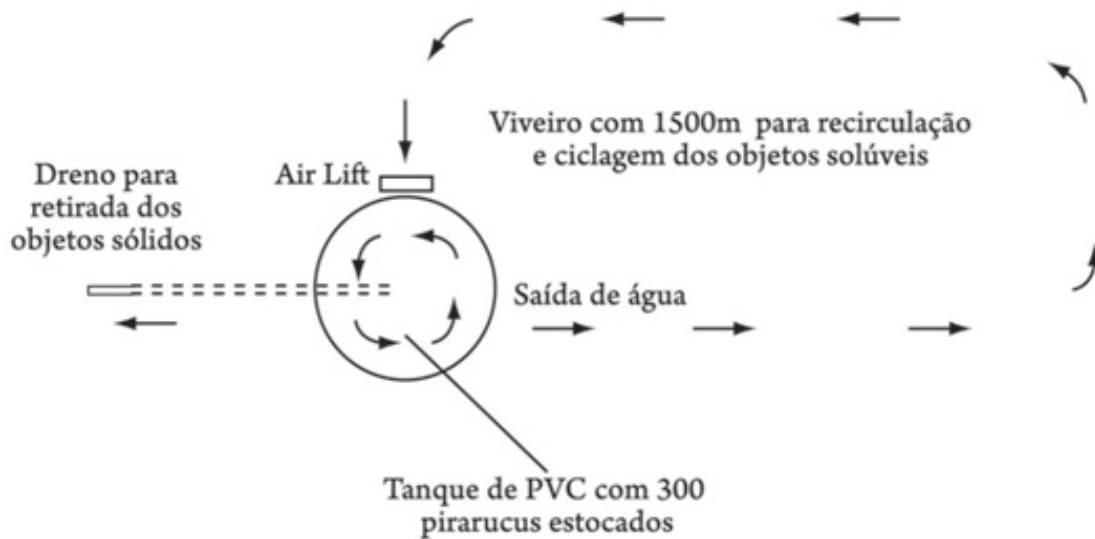 Viveiro com 1500m para recirculação
e ciclagem dos objetos solúveis
Air Lift
Dreno para
retirada dos
objetos sólidos
Saída de água
Tanque de PVC com 300
pirarucus estocados